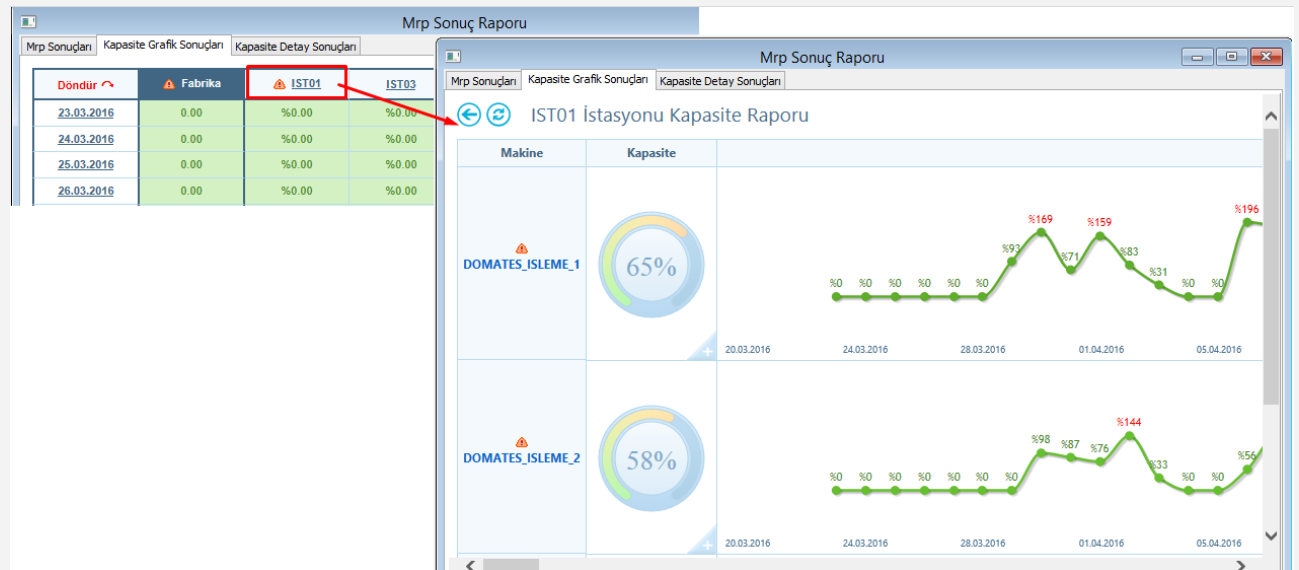 Mrp Sonuç Raporu
Mrp Sonuçları Kapasite Grafik Sonuçları Kapasite Detay Sonuçları
Döndür Fabrika IST01 IST03
23.03.2016 0.00 %0.00 %0.00
24.03.2016 0.00 %0.00 %0.00
25.03.2016 0.00 %0.00 %0.00
26.03.2016 0.00 %0.00 %0.00
Mrp Sonuç Raporu
Mrp Sonuçları Kapasite Grafik Sonuçları Kapasite Detay Sonuçları
IST01 İstasyonu Kapasite Raporu
Makine Kapasite
DOMATES_ISLEME_1
65%
%0 %0 %0 %0 %0 %0 %93 %169 %71 %159 %83 %31 %0 %0 %196
20.03.2016 24.03.2016 28.03.2016 01.04.2016 05.04.2016
DOMATES_ISLEME_2
58%
%0 %0 %0 %0 %0 %0 %0 %98 %87 %76 %144 %33 %0 %0 %56
20.03.2016 24.03.2016 28.03.2016 01.04.2016 05.04.2016